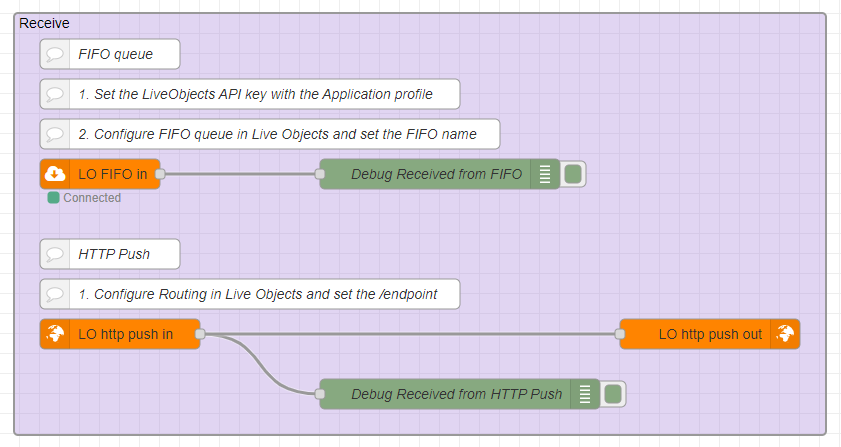 Receive
FIFO queue
1. Set the LiveObjects API key with the Application profile
2. Configure FIFO queue in Live Objects and set the FIFO name
LO FIFO in
Debug Received from FIFO
Connected
HTTP Push
1. Configure Routing in Live Objects and set the /endpoint
LO http push in
LO http push out
Debug Received from HTTP Push